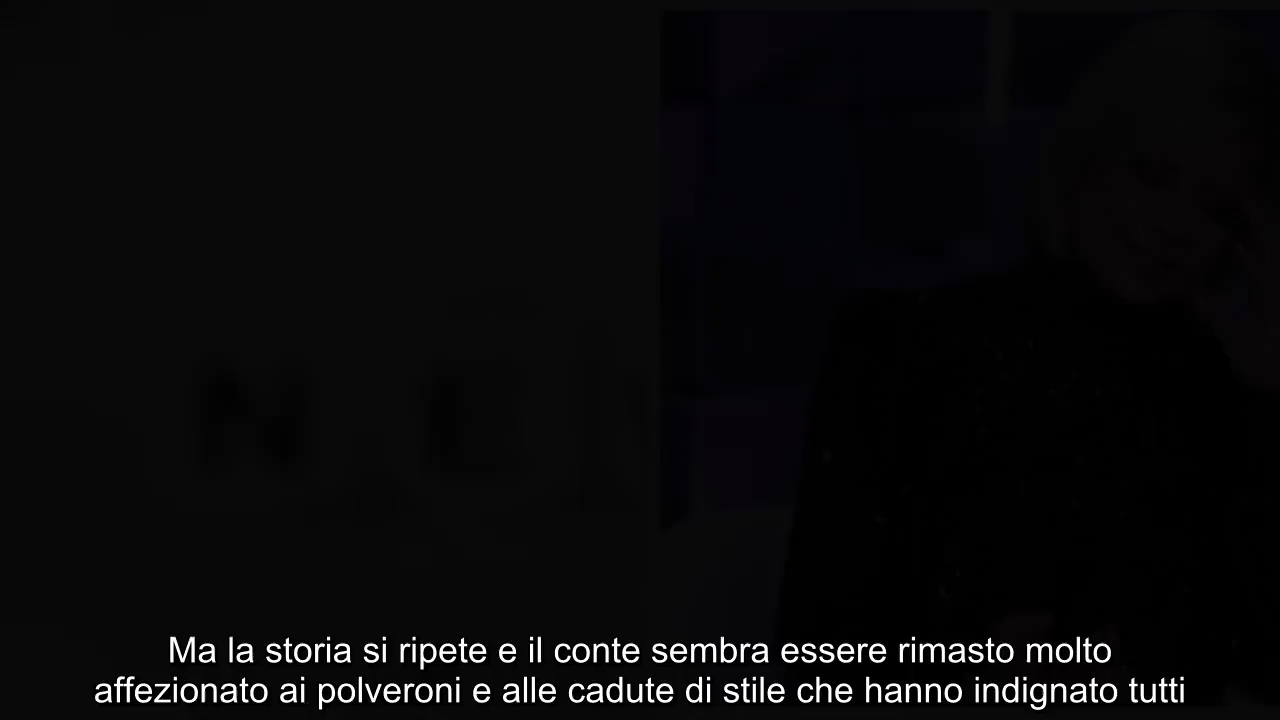 Ma la storia si ripete e il conte sembra essere rimasto molto
affezionato ai polveroni e alle cadute di stile che hanno indignato tutti